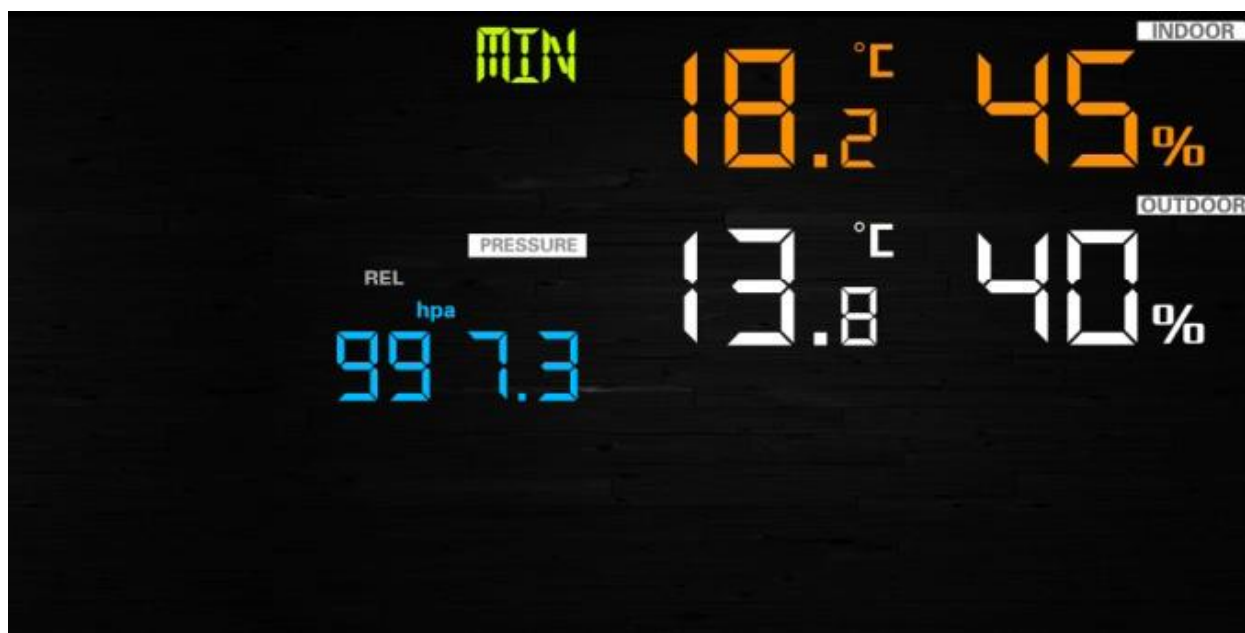 MIN
18.2 °C 45%
INDOOR
OUTDOOR
13.8 °C 40%
PRESSURE
REL
hpa
997.3